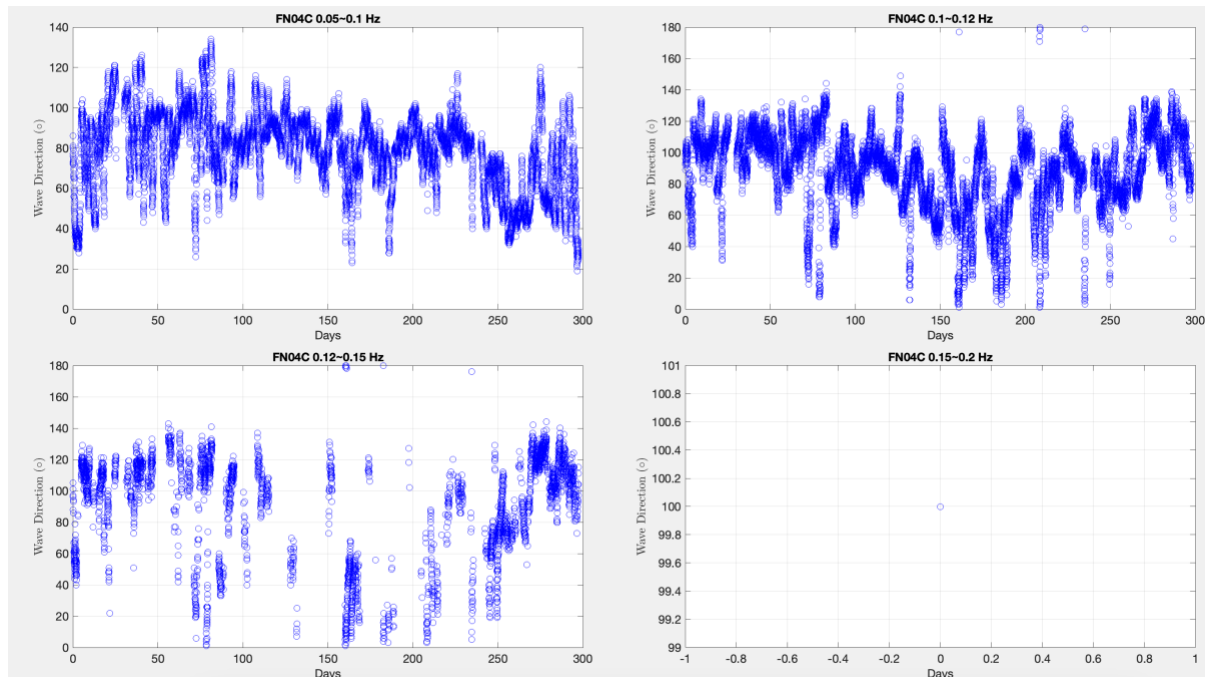 FN04C 0.05~0.1 Hz
140
120
100
80
60
40
20
0
Wave Direction (○)
0 50 100 150 200 250 300
Days
FN04C 0.1~0.12 Hz
180
160
140
120
100
80
60
40
20
0
Wave Direction (○)
0 50 100 150 200 250 300
Days
FN04C 0.12~0.15 Hz
180
160
140
120
100
80
60
40
20
0
Wave Direction (○)
0 50 100 150 200 250 300
Days
FN04C 0.15~0.2 Hz
101
100.8
100.6
100.4
100.2
100
99.8
99.6
99.4
99.2
99
Wave Direction (○)
-1 -0.8 -0.6 -0.4 -0.2 0 0.2 0.4 0.6 0.8 1
Days